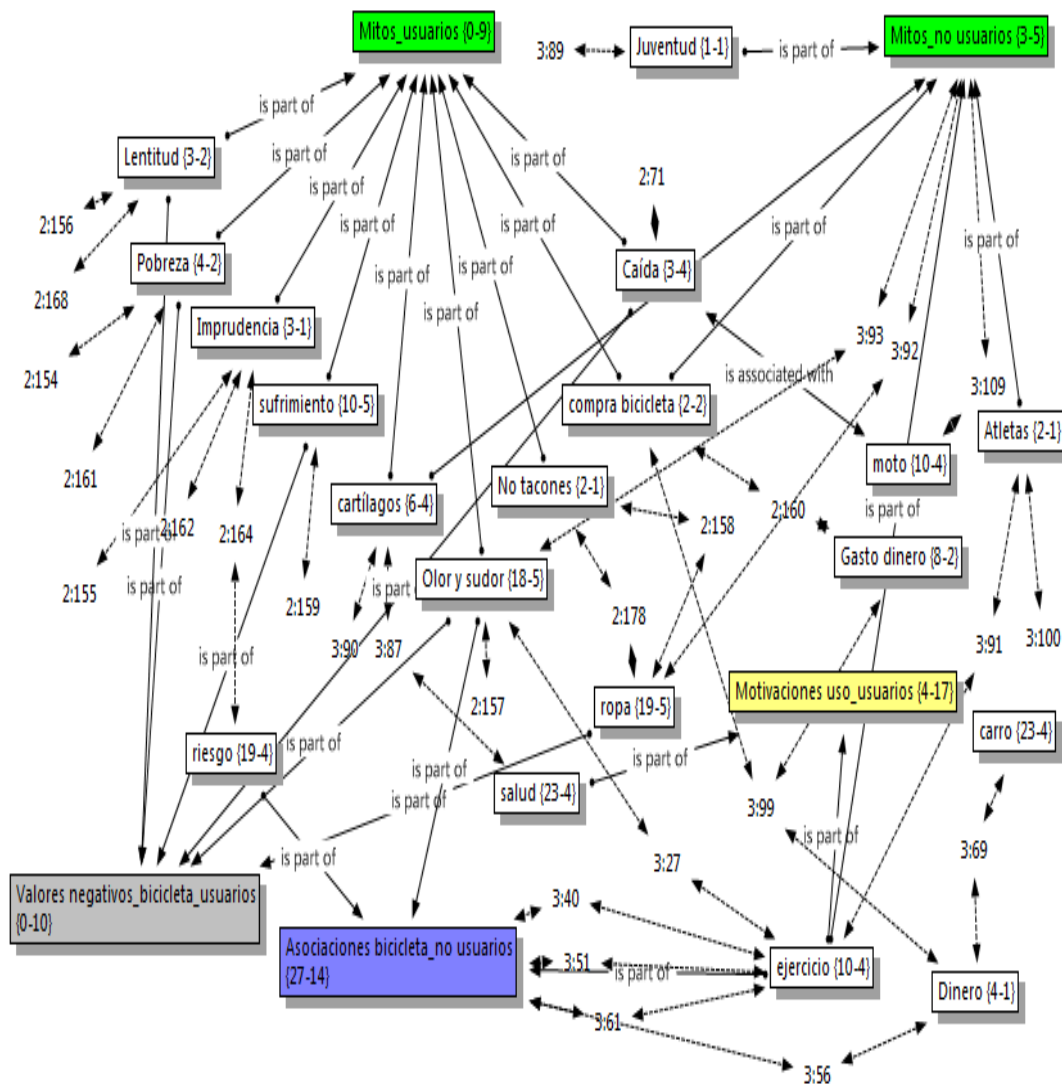 Mitos_usuarios {0-9}
Juventud {1-1}
Mitos_no usuarios {3-5}
3:89
is part of
is part of
Lentitud {3-2}
is part of
is part of
is part of
2:71
is part of
is part of
is part of
2:156
Pobreza {4-2}
is part of
Caída {3-4}
2:168
is part of
Imprudencia {3-1}
is part of
3:93
3:92
2:154
is associated with
3:109
sufrimiento {10-5}
compra bicicleta {2-2}
Atletas {2-1}
moto {10-4}
2:161
cartílagos {6-4}
No tacones {2-1}
is part of
2:162
2:164
2:158
2:160
is part of
Gasto dinero {8-2}
is part of
2:155
2:159
is part of
Olor y sudor {18-5}
2:178
3:90
3:87
3:91
3:100
is part of
2:157
ropa {19-5}
Motivaciones uso_usuarios {4-17}
carro {23-4}
riesgo {19-4}
is part of
is part of
is part of
salud {23-4}
is part of
3:99
is part of
is part of
3:69
3:27
Valores negativos_bicicleta_usuarios
{0-10}
3:40
Asociaciones bicicleta_no usuarios
{27-14}
3:51
is part of
ejercicio {10-4}
Dinero {4-1}
3:61
3:56